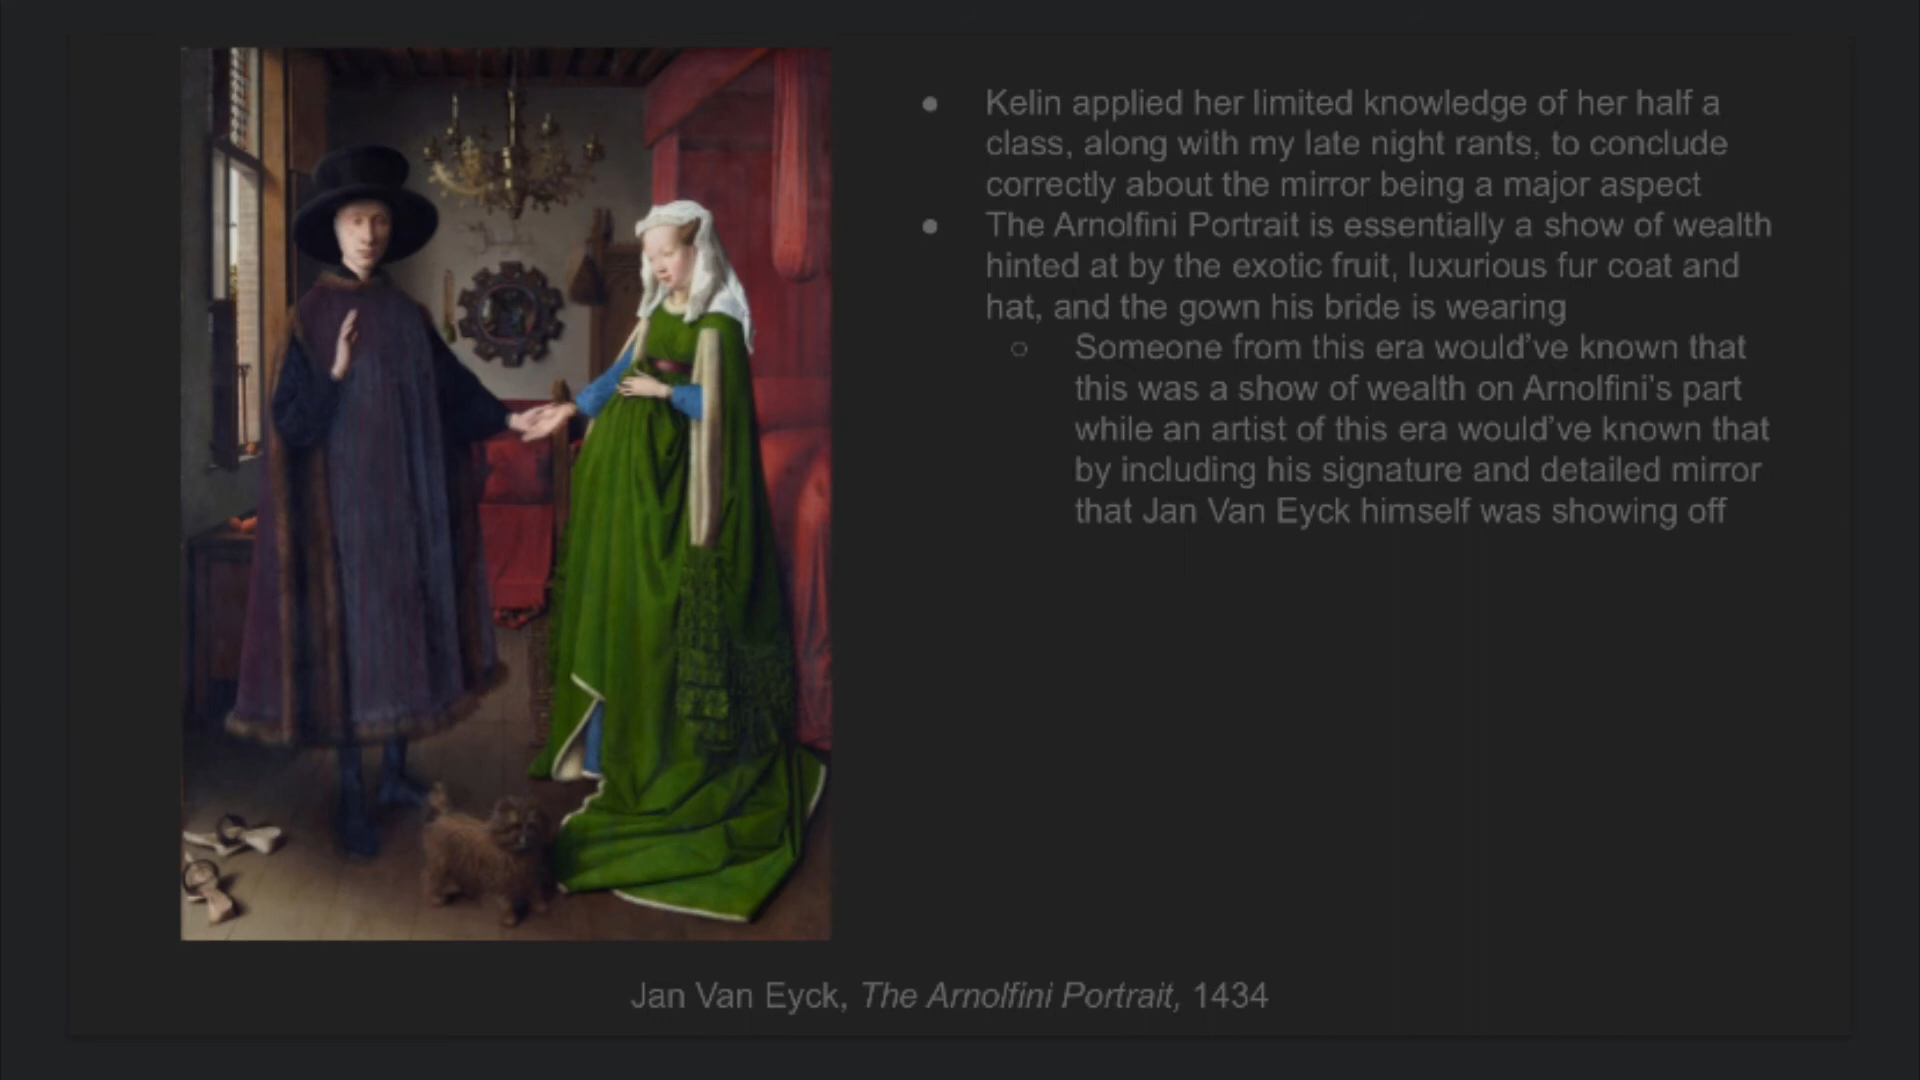 ● Kelin applied her limited knowledge of her half a
class, along with my late night rants, to conclude
correctly about the mirror being a major aspect
● The Arnolfini Portrait is essentially a show of wealth
hinted at by the exotic fruit, luxurious fur coat and
hat, and the gown his bride is wearing
○ Someone from this era would've known that
this was a show of wealth on Arnolfini's part
while an artist of this era would've known that
by including his signature and detailed mirror
that Jan Van Eyck himself was showing off
Jan Van Eyck, The Arnolfini Portrait, 1434